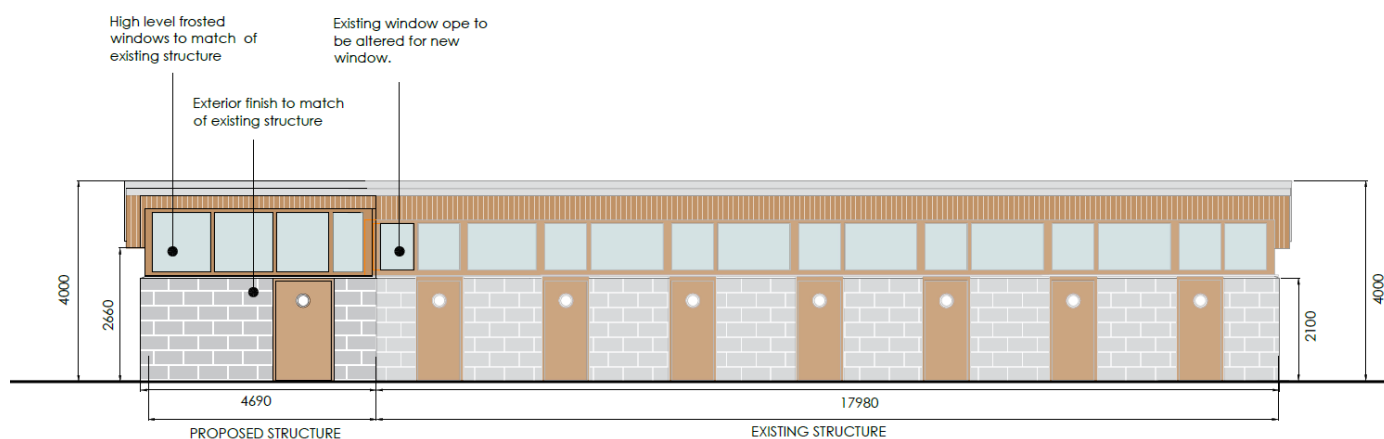 High level frosted
windows to match of
existing structure
Existing window ope to
be altered for new
window.
Exterior finish to match
of existing structure
4000
2660
4000
2100
4690
17980
PROPOSED STRUCTURE
EXISTING STRUCTURE